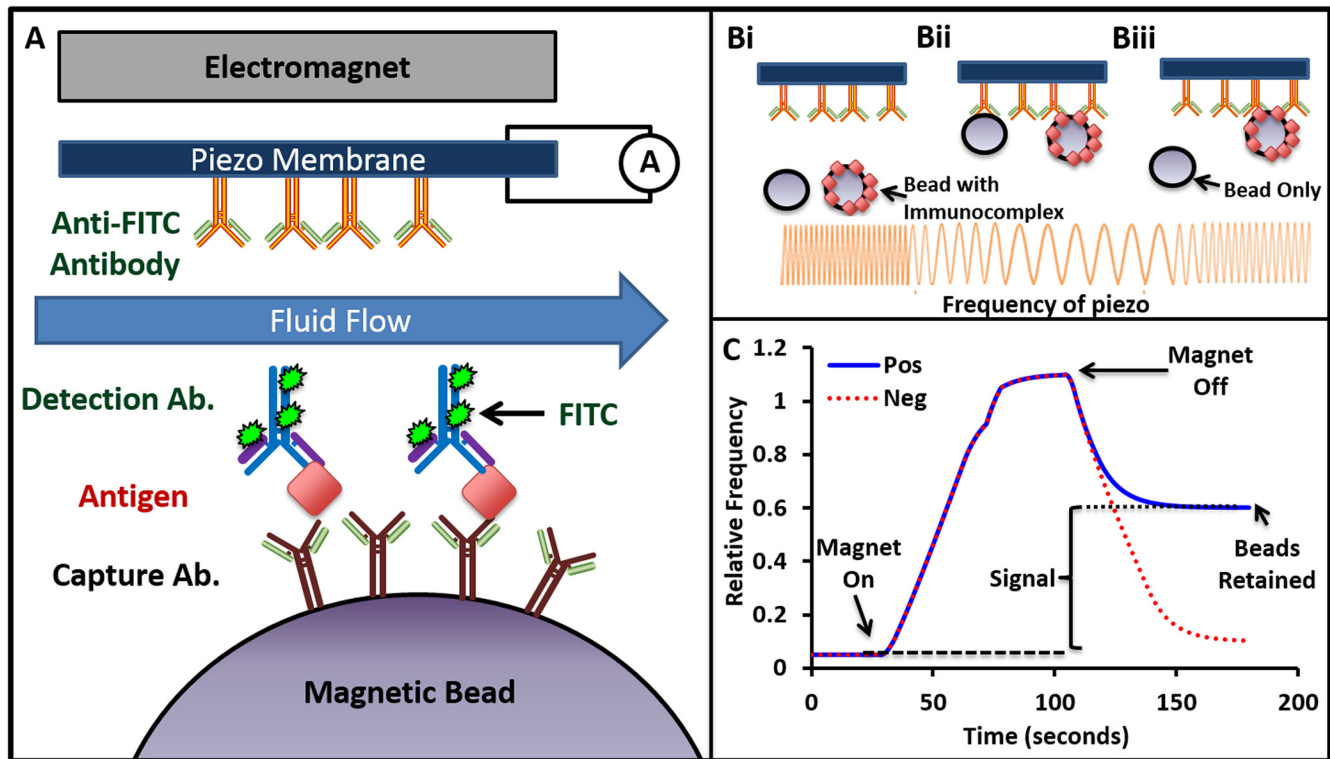 A
Electromagnet
Piezo Membrane
A
Anti-FITC
Antibody
Fluid Flow
Detection Ab.
FITC
Antigen
Capture Ab.
Magnetic Bead
Bi
Bii
Biii
Bead with
Immunocomplex
Bead Only
Frequency of piezo
C
1.2
1
0.8
0.6
0.4
0.2
0
Relative Frequency
Pos
Neg
Magnet
Off
Magnet
On
Signal
Beads
Retained
0
50
100
150
200
Time (seconds)